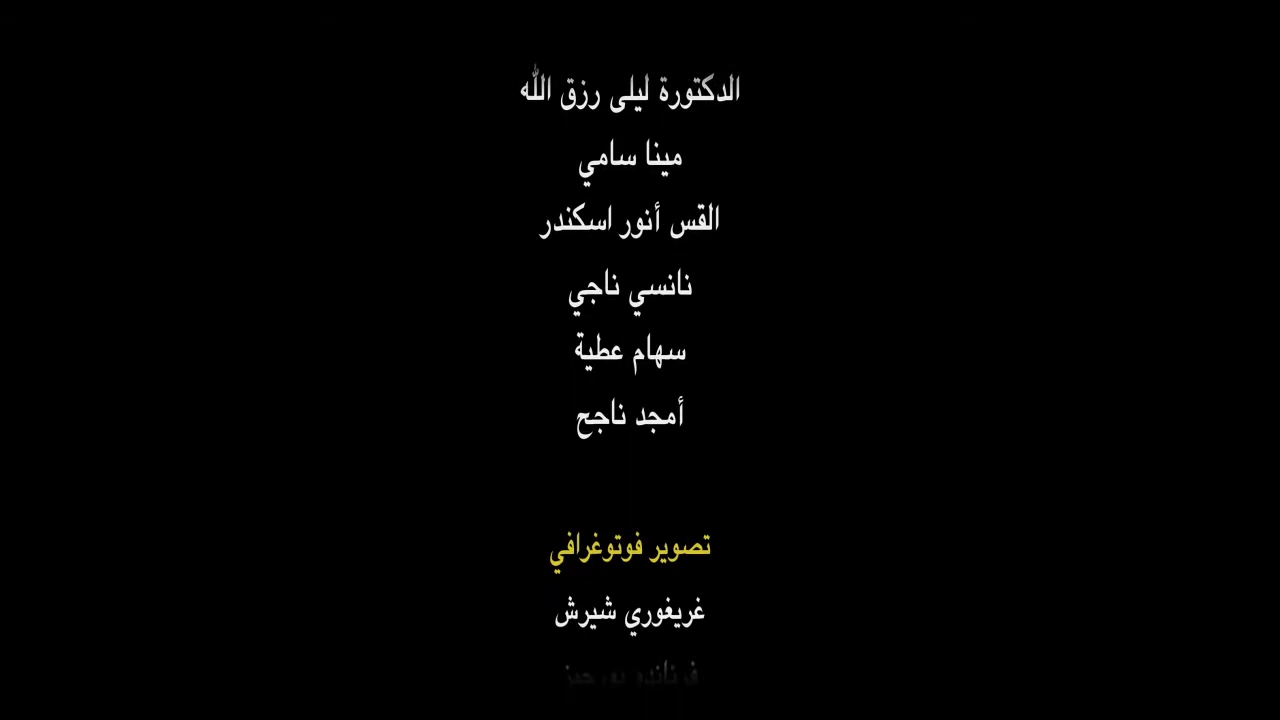 الدكتورة ليلى رزق الله
مينا سامي
القس أنور اسكندر
نانسي ناجي
سهام عطية
أمجد ناجح
تصوير فوتوغرافي
غريغوري شيرش